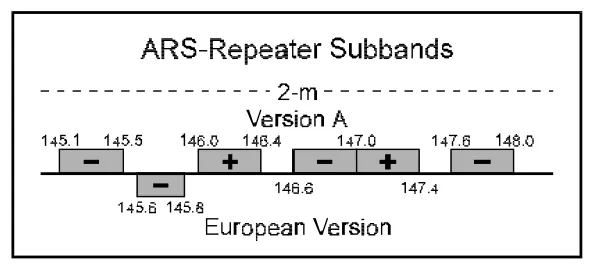 ARS-Repeater Subbands
2-m
Version A
145.1 145.5 146.0 146.4 147.0 147.6 148.0
- + - + -
-
146.6 147.4
145.6 145.8
European Version